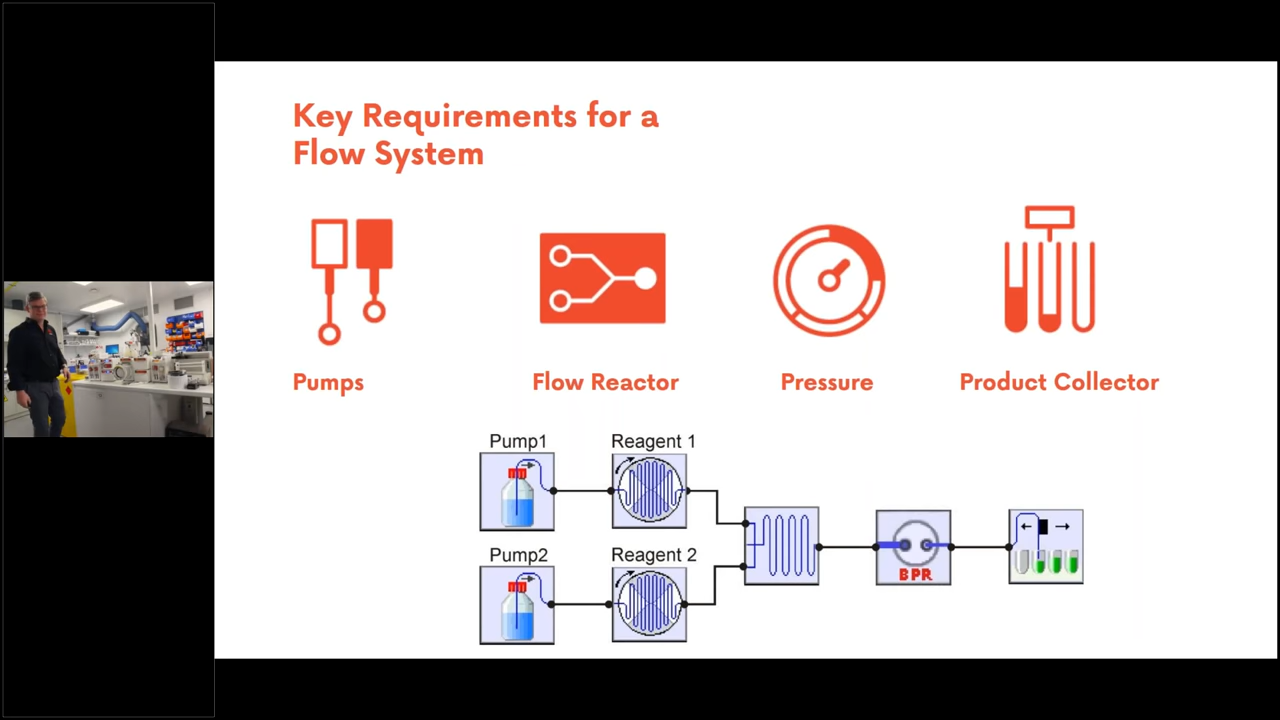 Key Requirements for a
Flow System
Pumps
Flow Reactor
Pressure
Product Collector
Pump1
Reagent 1
Pump2
Reagent 2
BPR